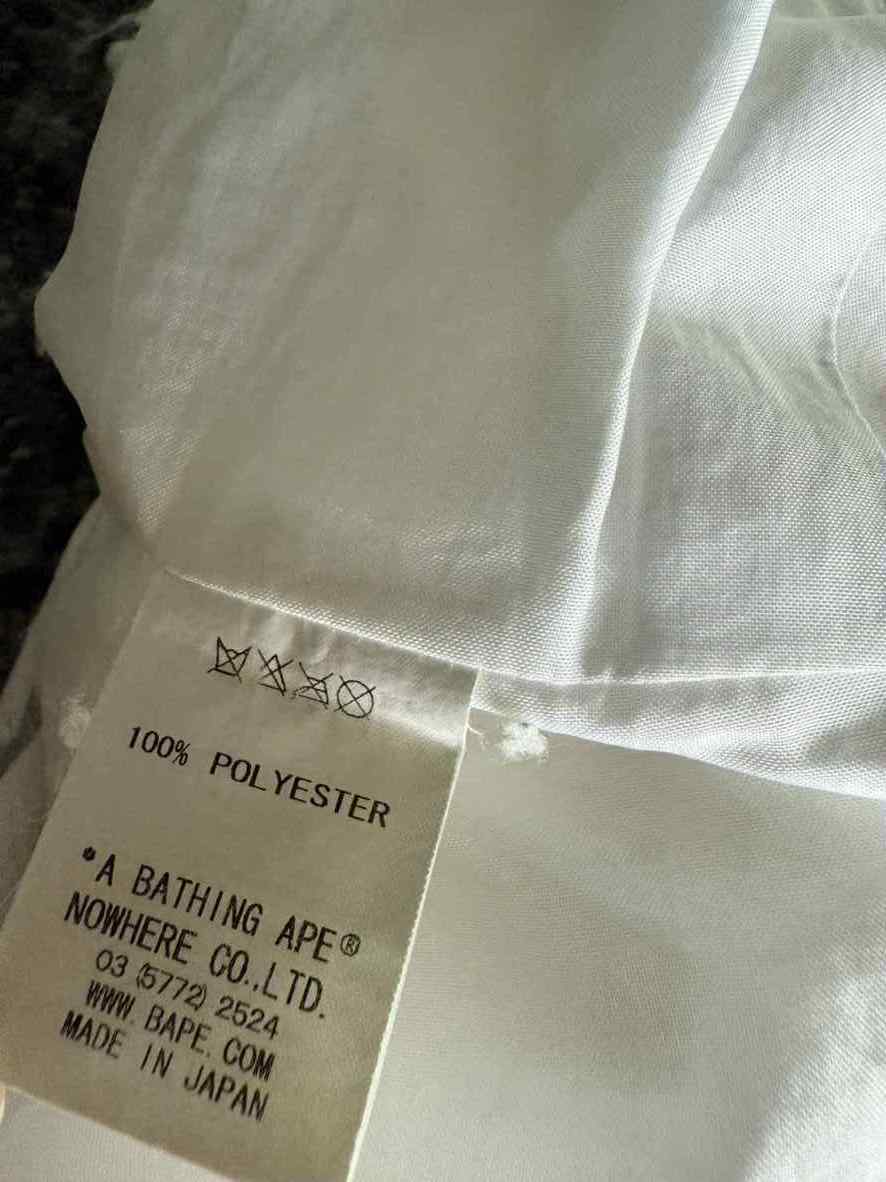 100% POLYESTER
*A BATHING APE®
NOWHERE CO.,LTD.
03 (5772) 2524
WWW. BAPE. COM
MADE IN JAPAN